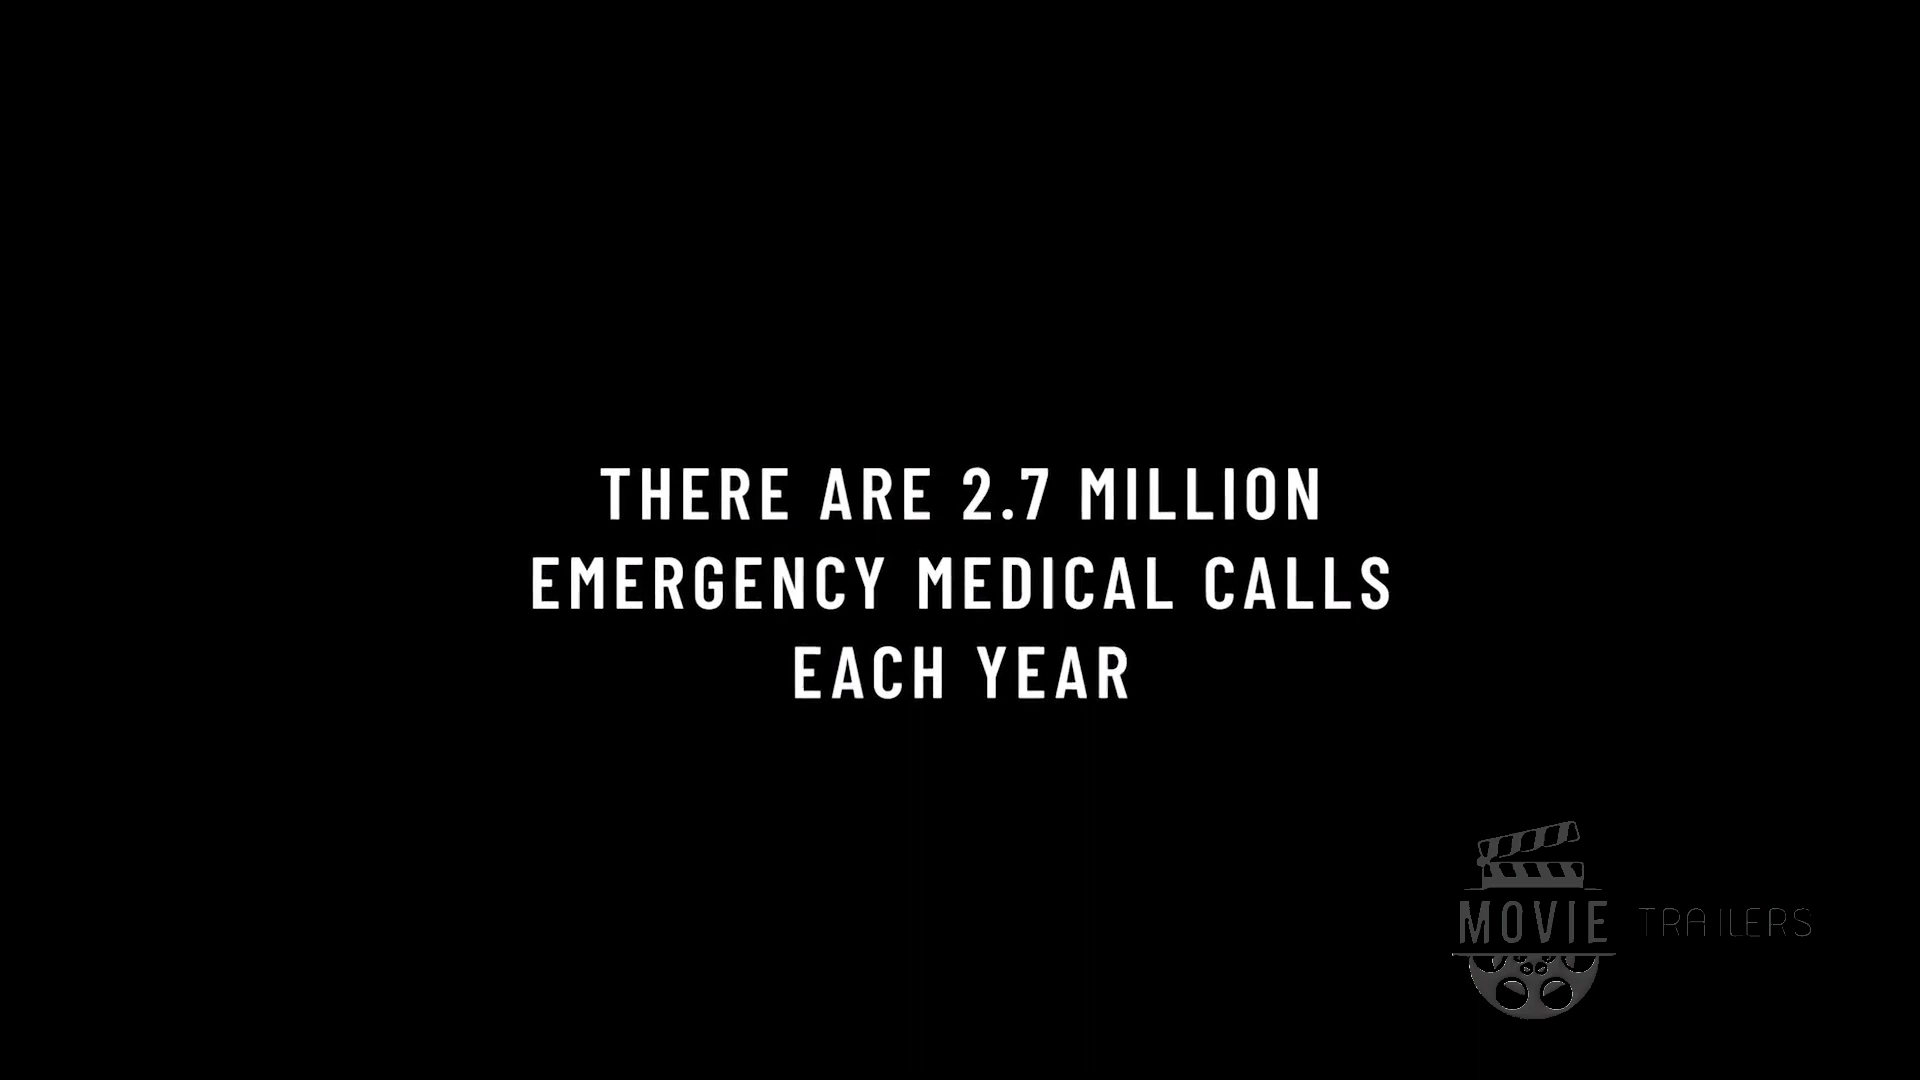 THERE ARE 2.7 MILLION
EMERGENCY MEDICAL CALLS
EACH YEAR
MOVIE TRAILERS